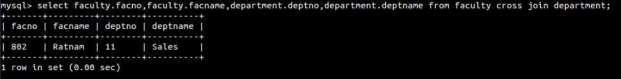 mysql> select faculty.facno,faculty.facname,department.deptno,department.deptname from faculty cross join department;
+-------+---------+--------+----------+
| facno | facname | deptno | deptname |
+-------+---------+--------+----------+
| 802   | Ratnam  | 11     | Sales    |
+-------+---------+--------+----------+
1 row in set (0.00 sec)